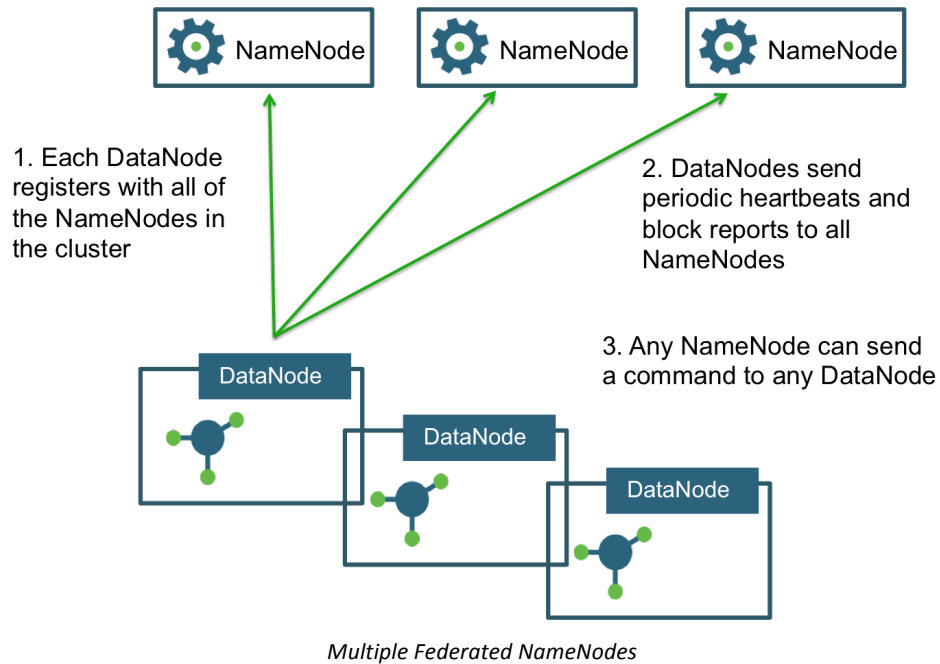 NameNode
NameNode
NameNode
1. Each DataNode
registers with all of
the NameNodes in
the cluster
2. DataNodes send
periodic heartbeats and
block reports to all
NameNodes
3. Any NameNode can send
a command to any DataNode
DataNode
DataNode
DataNode
Multiple Federated NameNodes